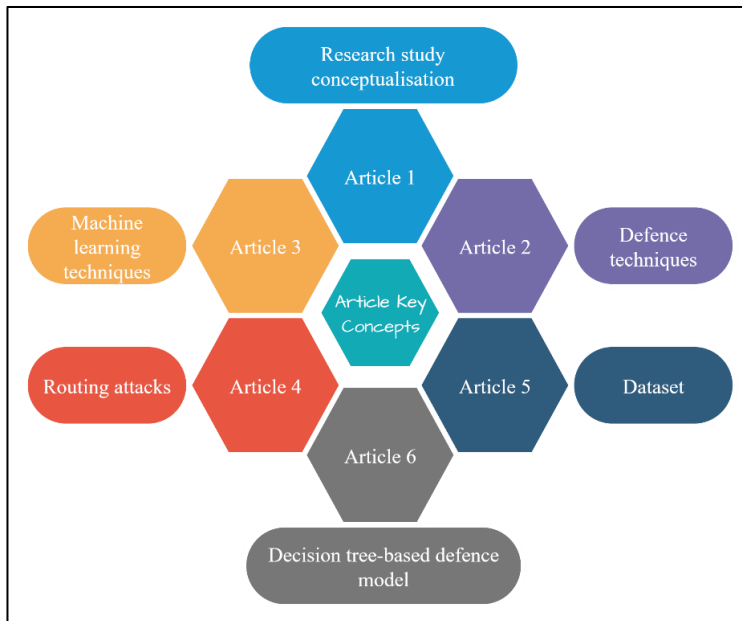 Research study
conceptualisation
Article 1
Machine
learning
techniques
Article 3
Article 2
Defence
techniques
Article Key
Concepts
Routing attacks
Article 4
Article 5
Dataset
Article 6
Decision tree-based defence
model